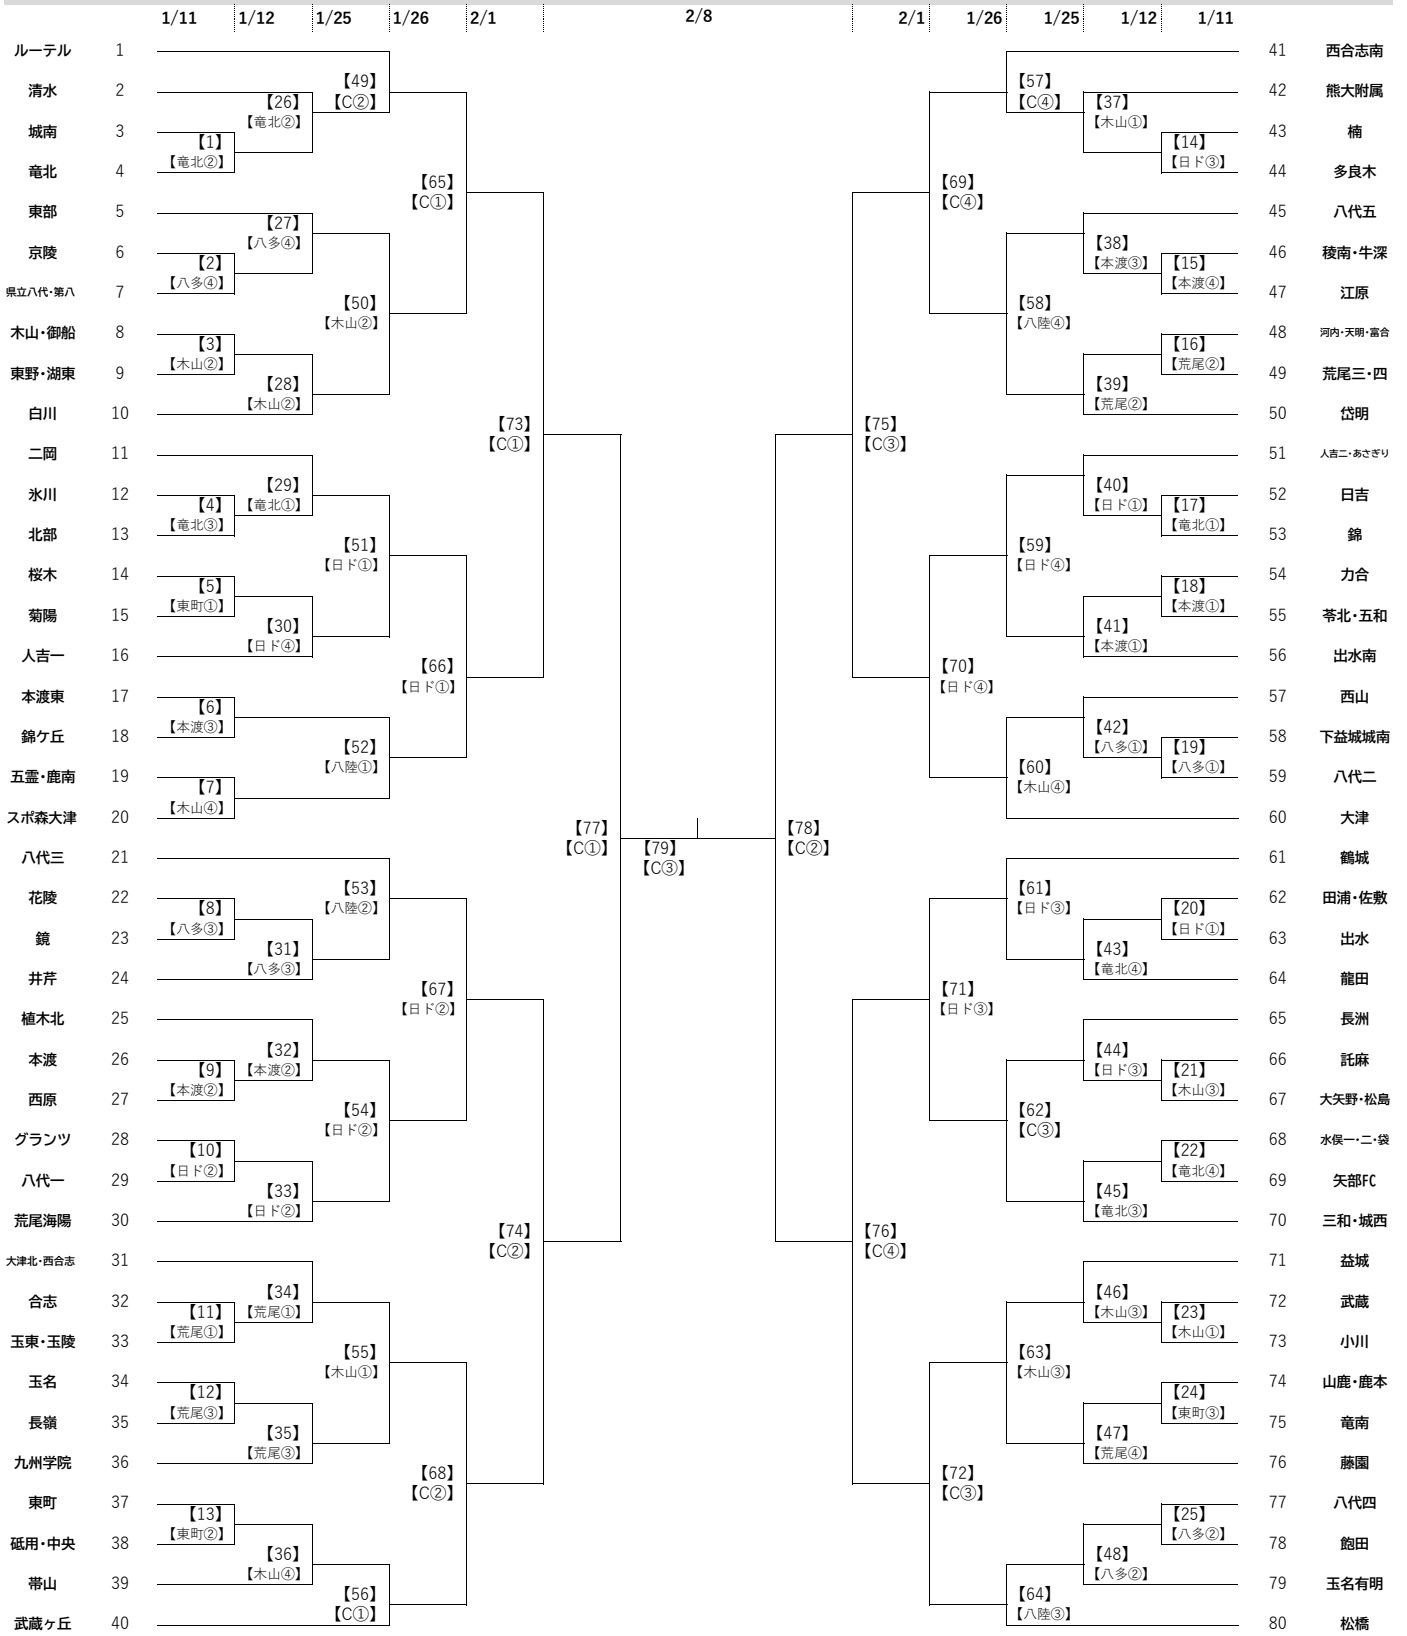 1/11 1/12 1/25 1/26 2/1 2/8 2/1 1/26 1/25 1/12 1/11
ルーテル 1
清水 2
城南 3
竜北 4
東部 5
京陵 6
県立八代・第八 7
木山・御船 8
東野・湖東 9
白川 10
二岡 11
氷川 12
北部 13
桜木 14
菊陽 15
人吉一 16
本渡東 17
錦ケ丘 18
五霊・鹿南 19
スポ森大津 20
八代三 21
花陵 22
鏡 23
井芹 24
植木北 25
本渡 26
西原 27
グランツ 28
八代一 29
荒尾海陽 30
大津北・西合志 31
合志 32
玉東・玉陵 33
玉名 34
長嶺 35
九州学院 36
東町 37
砥用・中央 38
帯山 39
武蔵ヶ丘 40
【1】
【竜北②】
【2】
【八多④】
【3】
【木山②】
【4】
【竜北③】
【5】
【東町①】
【6】
【本渡③】
【7】
【木山④】
【8】
【八多③】
【9】
【本渡②】
【10】
【日ド②】
【11】
【荒尾①】
【12】
【荒尾③】
【13】
【東町②】
【26】
【竜北②】
【27】
【八多④】
【28】
【木山②】
【29】
【竜北①】
【30】
【日ド④】
【31】
【八多③】
【32】
【本渡②】
【33】
【日ド②】
【34】
【荒尾①】
【35】
【荒尾③】
【36】
【木山④】
【49】
【C②】
【50】
【木山②】
【51】
【日ド①】
【52】
【八陸①】
【53】
【八陸②】
【54】
【日ド②】
【55】
【木山①】
【56】
【C①】
【65】
【C①】
【66】
【日ド①】
【67】
【日ド②】
【68】
【C②】
【73】
【C①】
【74】
【C②】
【77】
【C①】
【79】
【C③】
【78】
【C②】
【75】
【C③】
【76】
【C④】
【69】
【C④】
【70】
【日ド④】
【71】
【日ド③】
【72】
【C③】
【57】
【C④】
【58】
【八陸④】
【59】
【日ド④】
【60】
【木山④】
【61】
【日ド③】
【62】
【C③】
【63】
【木山③】
【64】
【八陸③】
【37】
【木山①】
【38】
【本渡③】
【39】
【荒尾②】
【40】
【日ド①】
【41】
【本渡①】
【42】
【八多①】
【43】
【竜北④】
【44】
【日ド③】
【45】
【竜北③】
【46】
【木山③】
【47】
【荒尾④】
【48】
【八多②】
【14】
【日ド③】
【15】
【本渡④】
【16】
【荒尾②】
【17】
【竜北①】
【18】
【本渡①】
【19】
【八多①】
【20】
【日ド①】
【21】
【木山③】
【22】
【竜北④】
【23】
【木山①】
【24】
【東町③】
【25】
【八多②】
41 西合志南
42 熊大附属
43 楠
44 多良木
45 八代五
46 稜南・牛深
47 江原
48 河内・天明・富合
49 荒尾三・四
50 岱明
51 人吉二・あさぎり
52 日吉
53 錦
54 力合
55 苓北・五和
56 出水南
57 西山
58 下益城城南
59 八代二
60 大津
61 鶴城
62 田浦・佐敷
63 出水
64 龍田
65 長洲
66 託麻
67 大矢野・松島
68 水俣一・二・袋
69 矢部FC
70 三和・城西
71 益城
72 武蔵
73 小川
74 山鹿・鹿本
75 竜南
76 藤園
77 八代四
78 飽田
79 玉名有明
80 松橋